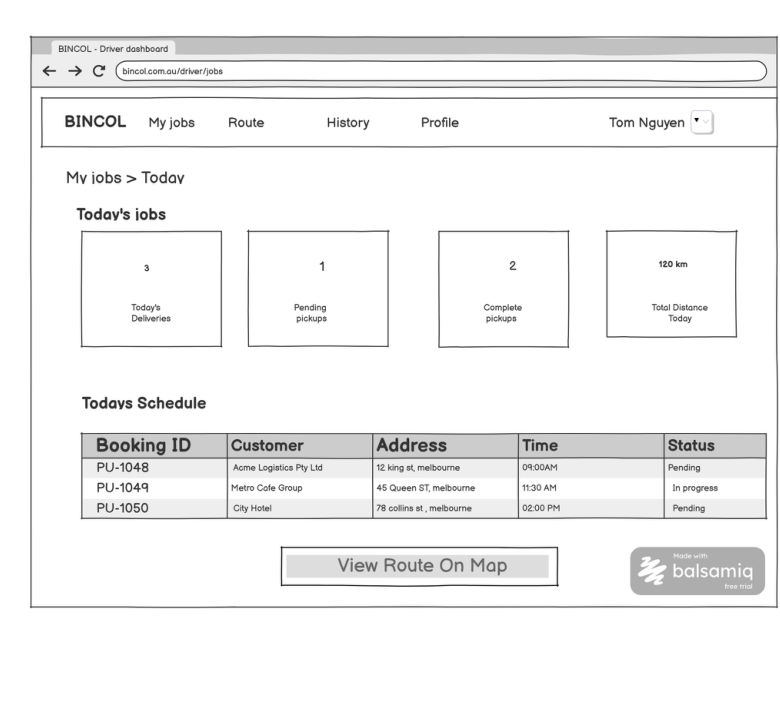 BINCOL - Driver dashboard
bincol.com.au/driver/jobs
BINCOL My jobs Route History Profile Tom Nguyen
My jobs > Today
Today's jobs
3 1 2 120 km
Today's Pending Complete Total Distance
Deliveries pickups pickups Today
Todays Schedule
Booking ID Customer Address Time Status
PU-1048 Acme Logistics Pty Ltd 12 king st, melbourne 09:00AM Pending
PU-1049 Metro Cafe Group 45 Queen ST, melbourne 11:30 AM In progress
PU-1050 City Hotel 78 collins st , melbourne 02:00 PM Pending
View Route On Map
Made with
balsamiq
free trial